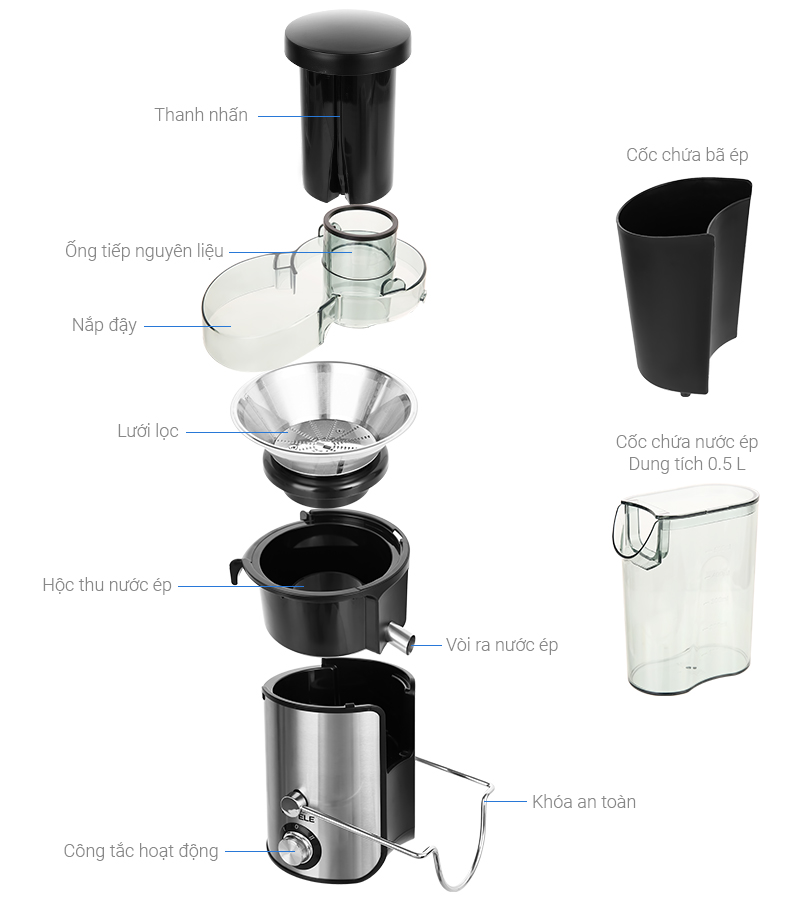 Thanh nhấn
Cốc chứa bã ép
Ống tiếp nguyên liệu
Nắp đậy
Lưới lọc
Cốc chứa nước ép
Dung tích 0.5 L
Hộc thu nước ép
Vòi ra nước ép
Khóa an toàn
ELE
Công tắc hoạt động